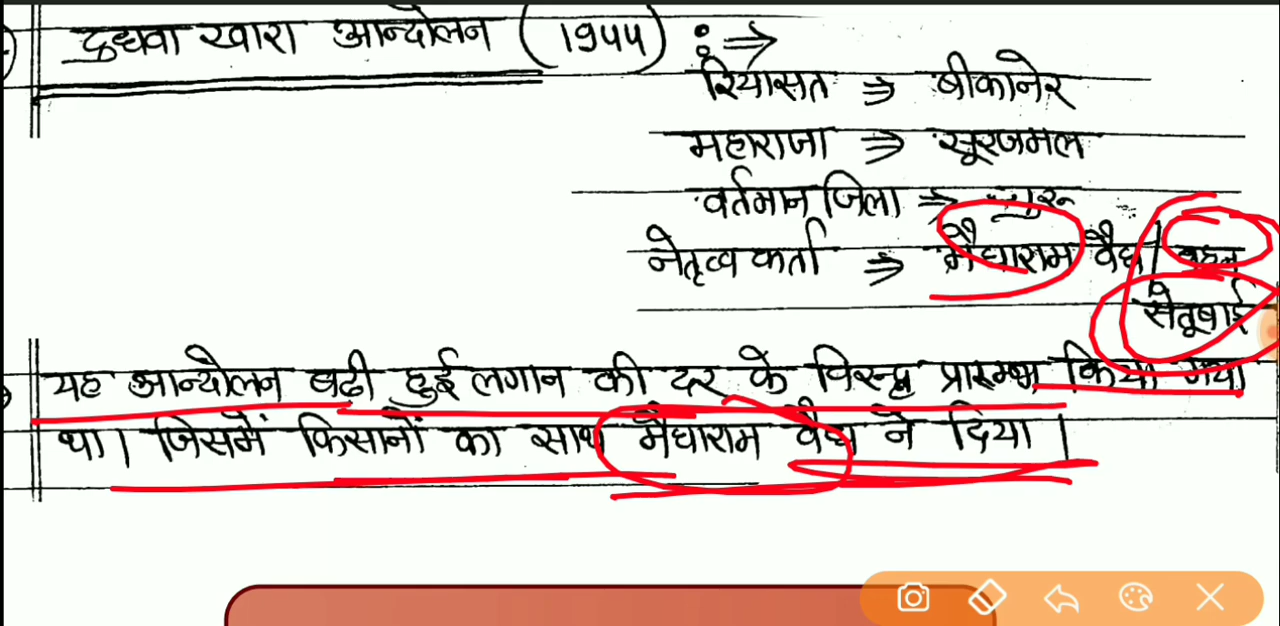 दुधवा खारा आन्दोलन (1944) :⇒
रियासत ⇒ बीकानेर
महाराजा ⇒ सूरजमल
वर्तमान जिला ⇒ चुरू
नेतृत्व कर्ता ⇒ मैघाराम वैघ | बहन
सेतूबाई
यह आन्दोलन बढी हुई लगान की दर के विरुद्ध प्रारम्भ किया गया
था। जिसमें किसानों का साथ मैघाराम वैघ ने दिया।